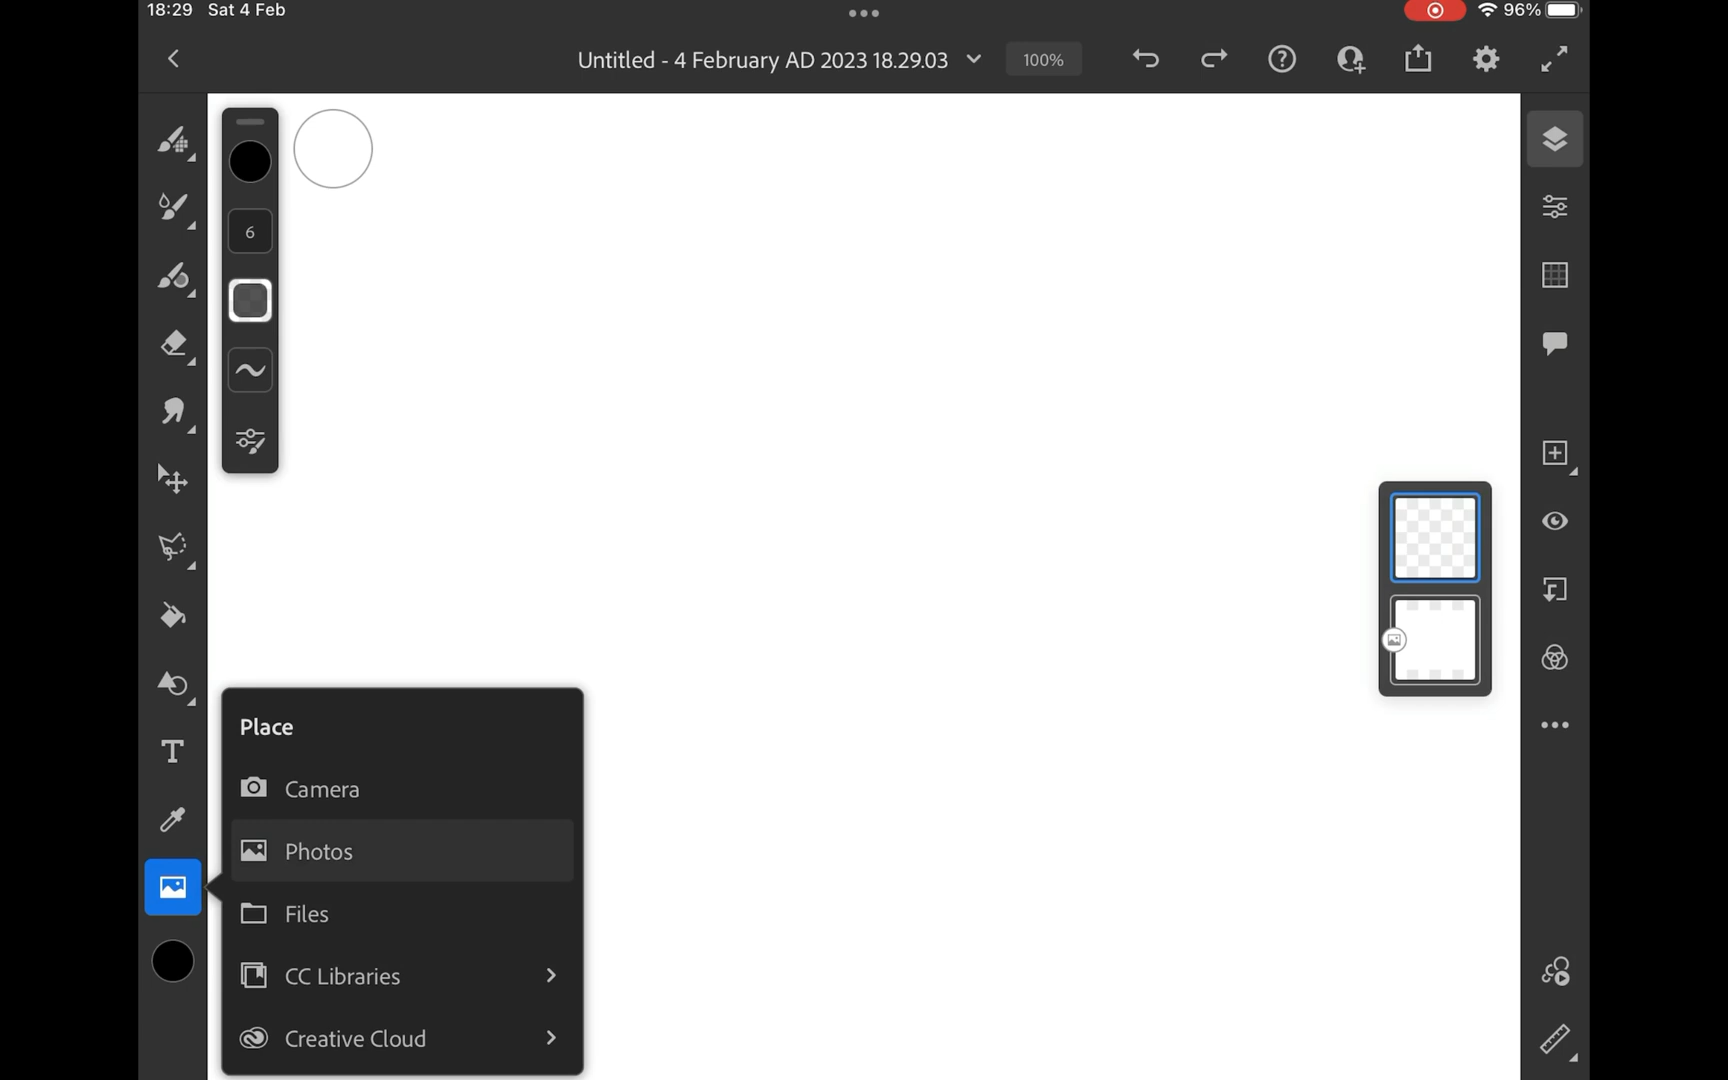 18:29 Sat 4 Feb
96%
Untitled - 4 February AD 2023 18.29.03
100%
6
T
Place
Camera
Photos
Files
CC Libraries
Creative Cloud